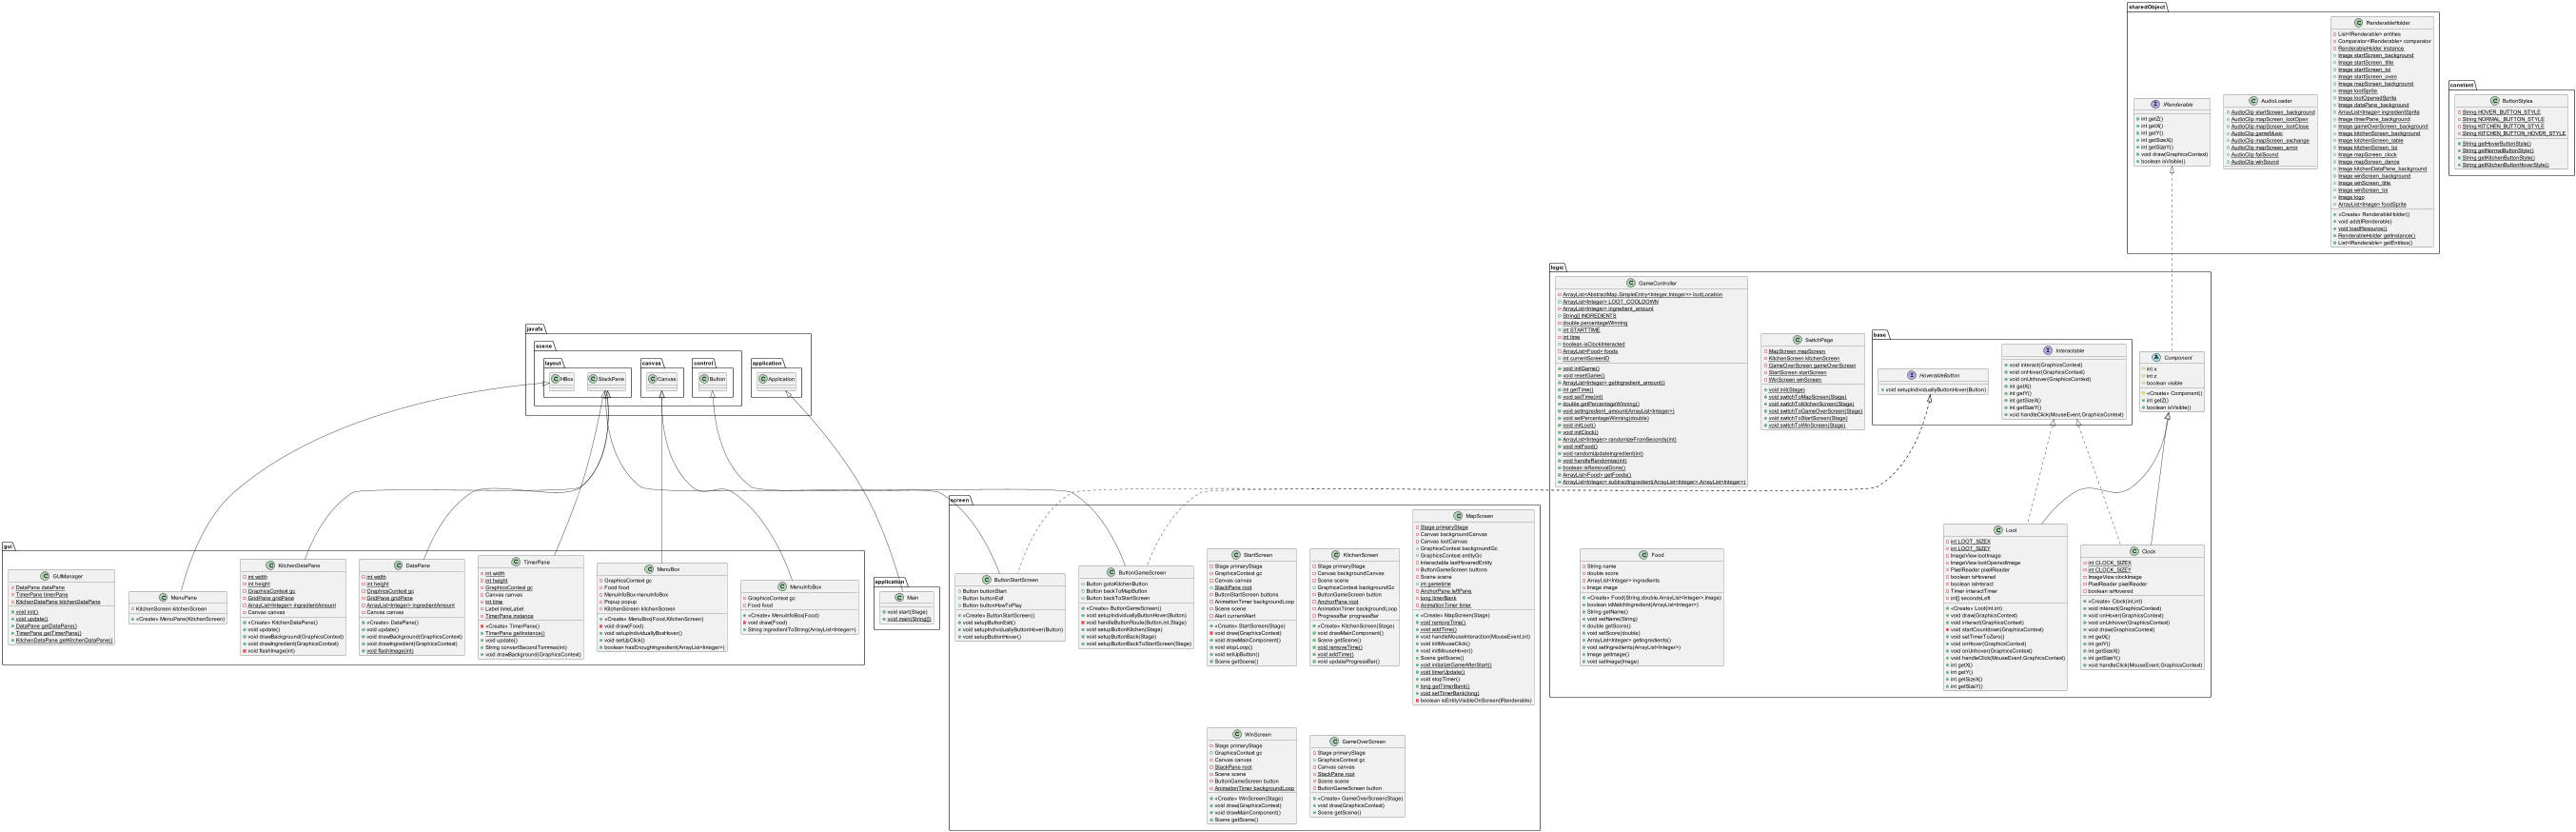 sharedObject
IRenderable
int getZ()
int getX()
int getY()
int getSizeX()
int getSizeY()
void draw(GraphicsContext)
boolean isVisible()
AudioLoader
AudioClip startScreen_background
AudioClip mapScreen_lootOpen
AudioClip mapScreen_lootClose
AudioClip gameMusic
AudioClip mapScreen_exchange
AudioClip mapScreen_error
AudioClip failSound
AudioClip winSound
RenderableHolder
List<IRenderable> entities
Comparator<IRenderable> comparator
RenderableHolder instance
Image startScreen_background
Image startScreen_title
Image startScreen_toi
Image startScreen_oven
Image mapScreen_background
Image lootSprite
Image lootOpenedSprite
Image dataPane_background
ArrayList<Image> ingredientSprite
Image timerPane_background
Image gameOverScreen_background
Image kitchenScreen_background
Image kitchenScreen_table
Image kitchenScreen_toi
Image mapScreen_clock
Image mapScreen_dance
Image kitchenDataPane_background
Image winScreen_background
Image winScreen_title
Image winScreen_toi
Image logo
ArrayList<Image> foodSprite
«Create» RenderableHolder()
void add(IRenderable)
void loadResource()
RenderableHolder getInstance()
List<IRenderable> getEntities()
constant
ButtonStyles
String HOVER_BUTTON_STYLE
String NORMAL_BUTTON_STYLE
String KITCHEN_BUTTON_STYLE
String KITCHEN_BUTTON_HOVER_STYLE
String getHoverButtonStyle()
String getNormalButtonStyle()
String getKitchenButtonStyle()
String getKitchenButtonHoverStyle()
logic
GameController
ArrayList<AbstractMap.SimpleEntry<Integer,Integer>> lootLocation
ArrayList<Integer> LOOT_COOLDOWN
ArrayList<Integer> ingredient_amount
String[] INGREDIENTS
double percentageWinning
int STARTTIME
int time
boolean isClockInteracted
ArrayList<Food> foods
int currentScreenID
void initGame()
void resetGame()
ArrayList<Integer> getIngredient_amount()
int getTime()
void setTime(int)
double getPercentageWinning()
void setIngredient_amount(ArrayList<Integer>)
void setPercentageWinning(double)
void initLoot()
void initClock()
ArrayList<Integer> randomizeFromSeconds(int)
void initFood()
void randomUpdateIngredient(int)
void handleRandomize(int)
boolean isRemovalDone()
ArrayList<Food> getFoods()
ArrayList<Integer> subtractIngredient(ArrayList<Integer>,ArrayList<Integer>)
SwitchPage
MapScreen mapScreen
KitchenScreen kitchenScreen
GameOverScreen gameOverScreen
StartScreen startScreen
WinScreen winScreen
void init(Stage)
void switchToMapScreen(Stage)
void switchToKitchenScreen(Stage)
void switchToGameOverScreen(Stage)
void switchToStartScreen(Stage)
void switchToWinScreen(Stage)
base
HoverableButton
void setupIndividuallyButtonHover(Button)
Interactable
void interact(GraphicsContext)
void onHover(GraphicsContext)
void onUnhover(GraphicsContext)
int getX()
int getY()
int getSizeX()
int getSizeY()
void handleClick(MouseEvent,GraphicsContext)
Component
int x
int z
boolean visible
«Create» Component()
int getZ()
boolean isVisible()
javafx
scene
layout
HBox
StackPane
canvas
Canvas
control
Button
application
Application
gui
GUIManager
DataPane dataPane
TimerPane timerPane
KitchenDataPane kitchenDataPane
void init()
void update()
DataPane getDataPane()
TimerPane getTimerPane()
KitchenDataPane getKitchenDataPane()
MenuPane
KitchenScreen kitchenScreen
«Create» MenuPane(KitchenScreen)
KitchenDataPane
int width
int height
GraphicsContext gc
GridPane gridPane
ArrayList<Integer> ingredientAmount
Canvas canvas
«Create» KitchenDataPane()
void update()
void drawBackground(GraphicsContext)
void drawIngredient(GraphicsContext)
void flashImage(int)
DataPane
int width
int height
GraphicsContext gc
GridPane gridPane
ArrayList<Integer> ingredientAmount
Canvas canvas
«Create» DataPane()
void update()
void drawBackground(GraphicsContext)
void drawIngredient(GraphicsContext)
void flashImage(int)
TimerPane
int width
int height
GraphicsContext gc
Canvas canvas
int time
Label timeLabel
TimerPane instance
«Create» TimerPane()
TimerPane getInstance()
void update()
String convertSecondTommss(int)
void drawBackground(GraphicsContext)
MenuBox
GraphicsContext gc
Food food
MenuInfoBox menuInfoBox
Popup popup
KitchenScreen kitchenScreen
«Create» MenuBox(Food,KitchenScreen)
void draw(Food)
void setupIndividuallyBoxHover()
void setUpClick()
boolean hasEnoughIngredient(ArrayList<Integer>)
MenuInfoBox
GraphicsContext gc
Food food
«Create» MenuInfoBox(Food)
void draw(Food)
String ingredientToString(ArrayList<Integer>)
application
Main
void start(Stage)
void main(String[])
screen
ButtonStartScreen
Button buttonStart
Button buttonExit
Button buttonHowToPlay
«Create» ButtonStartScreen()
void setupButtonExit()
void setupIndividuallyButtonHover(Button)
void setupButtonHover()
ButtonGameScreen
Button gotoKitchenButton
Button backToMapButton
Button backToStartScreen
«Create» ButtonGameScreen()
void setupIndividuallyButtonHover(Button)
void handleButtonRoute(Button,int,Stage)
void setupButtonKitchen(Stage)
void setupButtonBack(Stage)
void setupButtonBackToStartScreen(Stage)
StartScreen
Stage primaryStage
GraphicsContext gc
Canvas canvas
StackPane root
ButtonStartScreen buttons
AnimationTimer backgroundLoop
Scene scene
Alert currentAlert
«Create» StartScreen(Stage)
void draw(GraphicsContext)
void drawMainComponent()
void stopLoop()
void setUpButton()
Scene getScene()
KitchenScreen
Stage primaryStage
Canvas backgroundCanvas
Scene scene
GraphicsContext backgroundGc
ButtonGameScreen button
AnchorPane root
AnimationTimer backgroundLoop
ProgressBar progressBar
«Create» KitchenScreen(Stage)
void drawMainComponent()
Scene getScene()
void removeTime()
void addTime()
void updateProgressBar()
MapScreen
Stage primaryStage
Canvas backgroundCanvas
Canvas lootCanvas
GraphicsContext backgroundGc
GraphicsContext entityGc
Interactable lastHoveredEntity
ButtonGameScreen buttons
Scene scene
int gametime
AnchorPane leftPane
long timerBank
AnimationTimer timer
«Create» MapScreen(Stage)
void removeTime()
void addTime()
void handleMouseInteraction(MouseEvent,int)
void initMouseClick()
void initMouseHover()
Scene getScene()
void initializeGameAfterStart()
void timerUpdate()
void stopTimer()
long getTimerBank()
void setTimerBank(long)
boolean isEntityVisibleOnScreen(IRenderable)
WinScreen
Stage primaryStage
GraphicsContext gc
Canvas canvas
StackPane root
Scene scene
ButtonGameScreen button
AnimationTimer backgroundLoop
«Create» WinScreen(Stage)
void draw(GraphicsContext)
void drawMainComponent()
Scene getScene()
GameOverScreen
Stage primaryStage
GraphicsContext gc
Canvas canvas
StackPane root
Scene scene
ButtonGameScreen button
«Create» GameOverScreen(Stage)
void draw(GraphicsContext)
Scene getScene()
Food
String name
double score
ArrayList<Integer> ingredients
Image image
«Create» Food(String,double,ArrayList<Integer>,Image)
boolean isMatchIngredient(ArrayList<Integer>)
String getName()
void setName(String)
double getScore()
void setScore(double)
ArrayList<Integer> getIngredients()
void setIngredients(ArrayList<Integer>)
Image getImage()
void setImage(Image)
Loot
int LOOT_SIZEX
int LOOT_SIZEY
ImageView lootImage
ImageView lootOpenedImage
PixelReader pixelReader
boolean isHovered
boolean isInteract
Timer interactTimer
int[] secondsLeft
«Create» Loot(int,int)
void draw(GraphicsContext)
void interact(GraphicsContext)
void startCountdown(GraphicsContext)
void setTimerToZero()
void onHover(GraphicsContext)
void onUnhover(GraphicsContext)
void handleClick(MouseEvent,GraphicsContext)
int getX()
int getY()
int getSizeX()
int getSizeY()
Clock
int CLOCK_SIZEX
int CLOCK_SIZEY
ImageView clockImage
PixelReader pixelReader
boolean isHovered
«Create» Clock(int,int)
void interact(GraphicsContext)
void onHover(GraphicsContext)
void onUnhover(GraphicsContext)
void draw(GraphicsContext)
int getX()
int getY()
int getSizeX()
int getSizeY()
void handleClick(MouseEvent,GraphicsContext)